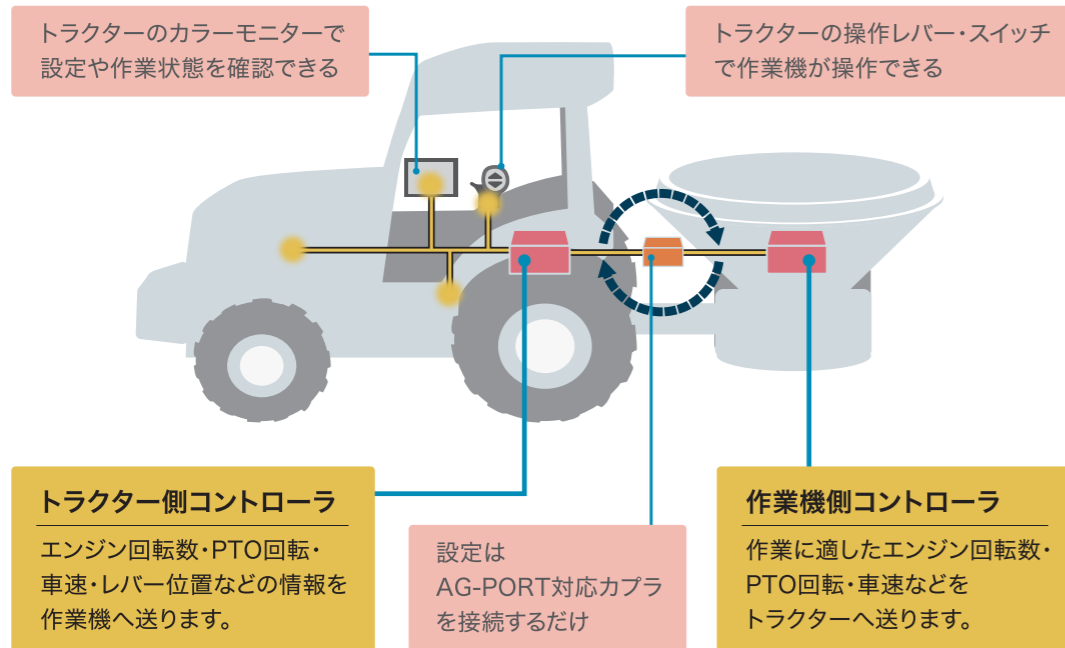 トラクターのカラーモニターで
設定や作業状態を確認できる
トラクターの操作レバー・スイッチ
で作業機が操作できる
トラクター側コントローラ
エンジン回転数・PTO回転・
車速・レバー位置などの情報を
作業機へ送ります。
設定は
AG-PORT対応カプラ
を接続するだけ
作業機側コントローラ
作業に適したエンジン回転数・
PTO回転・車速などを
トラクターへ送ります。